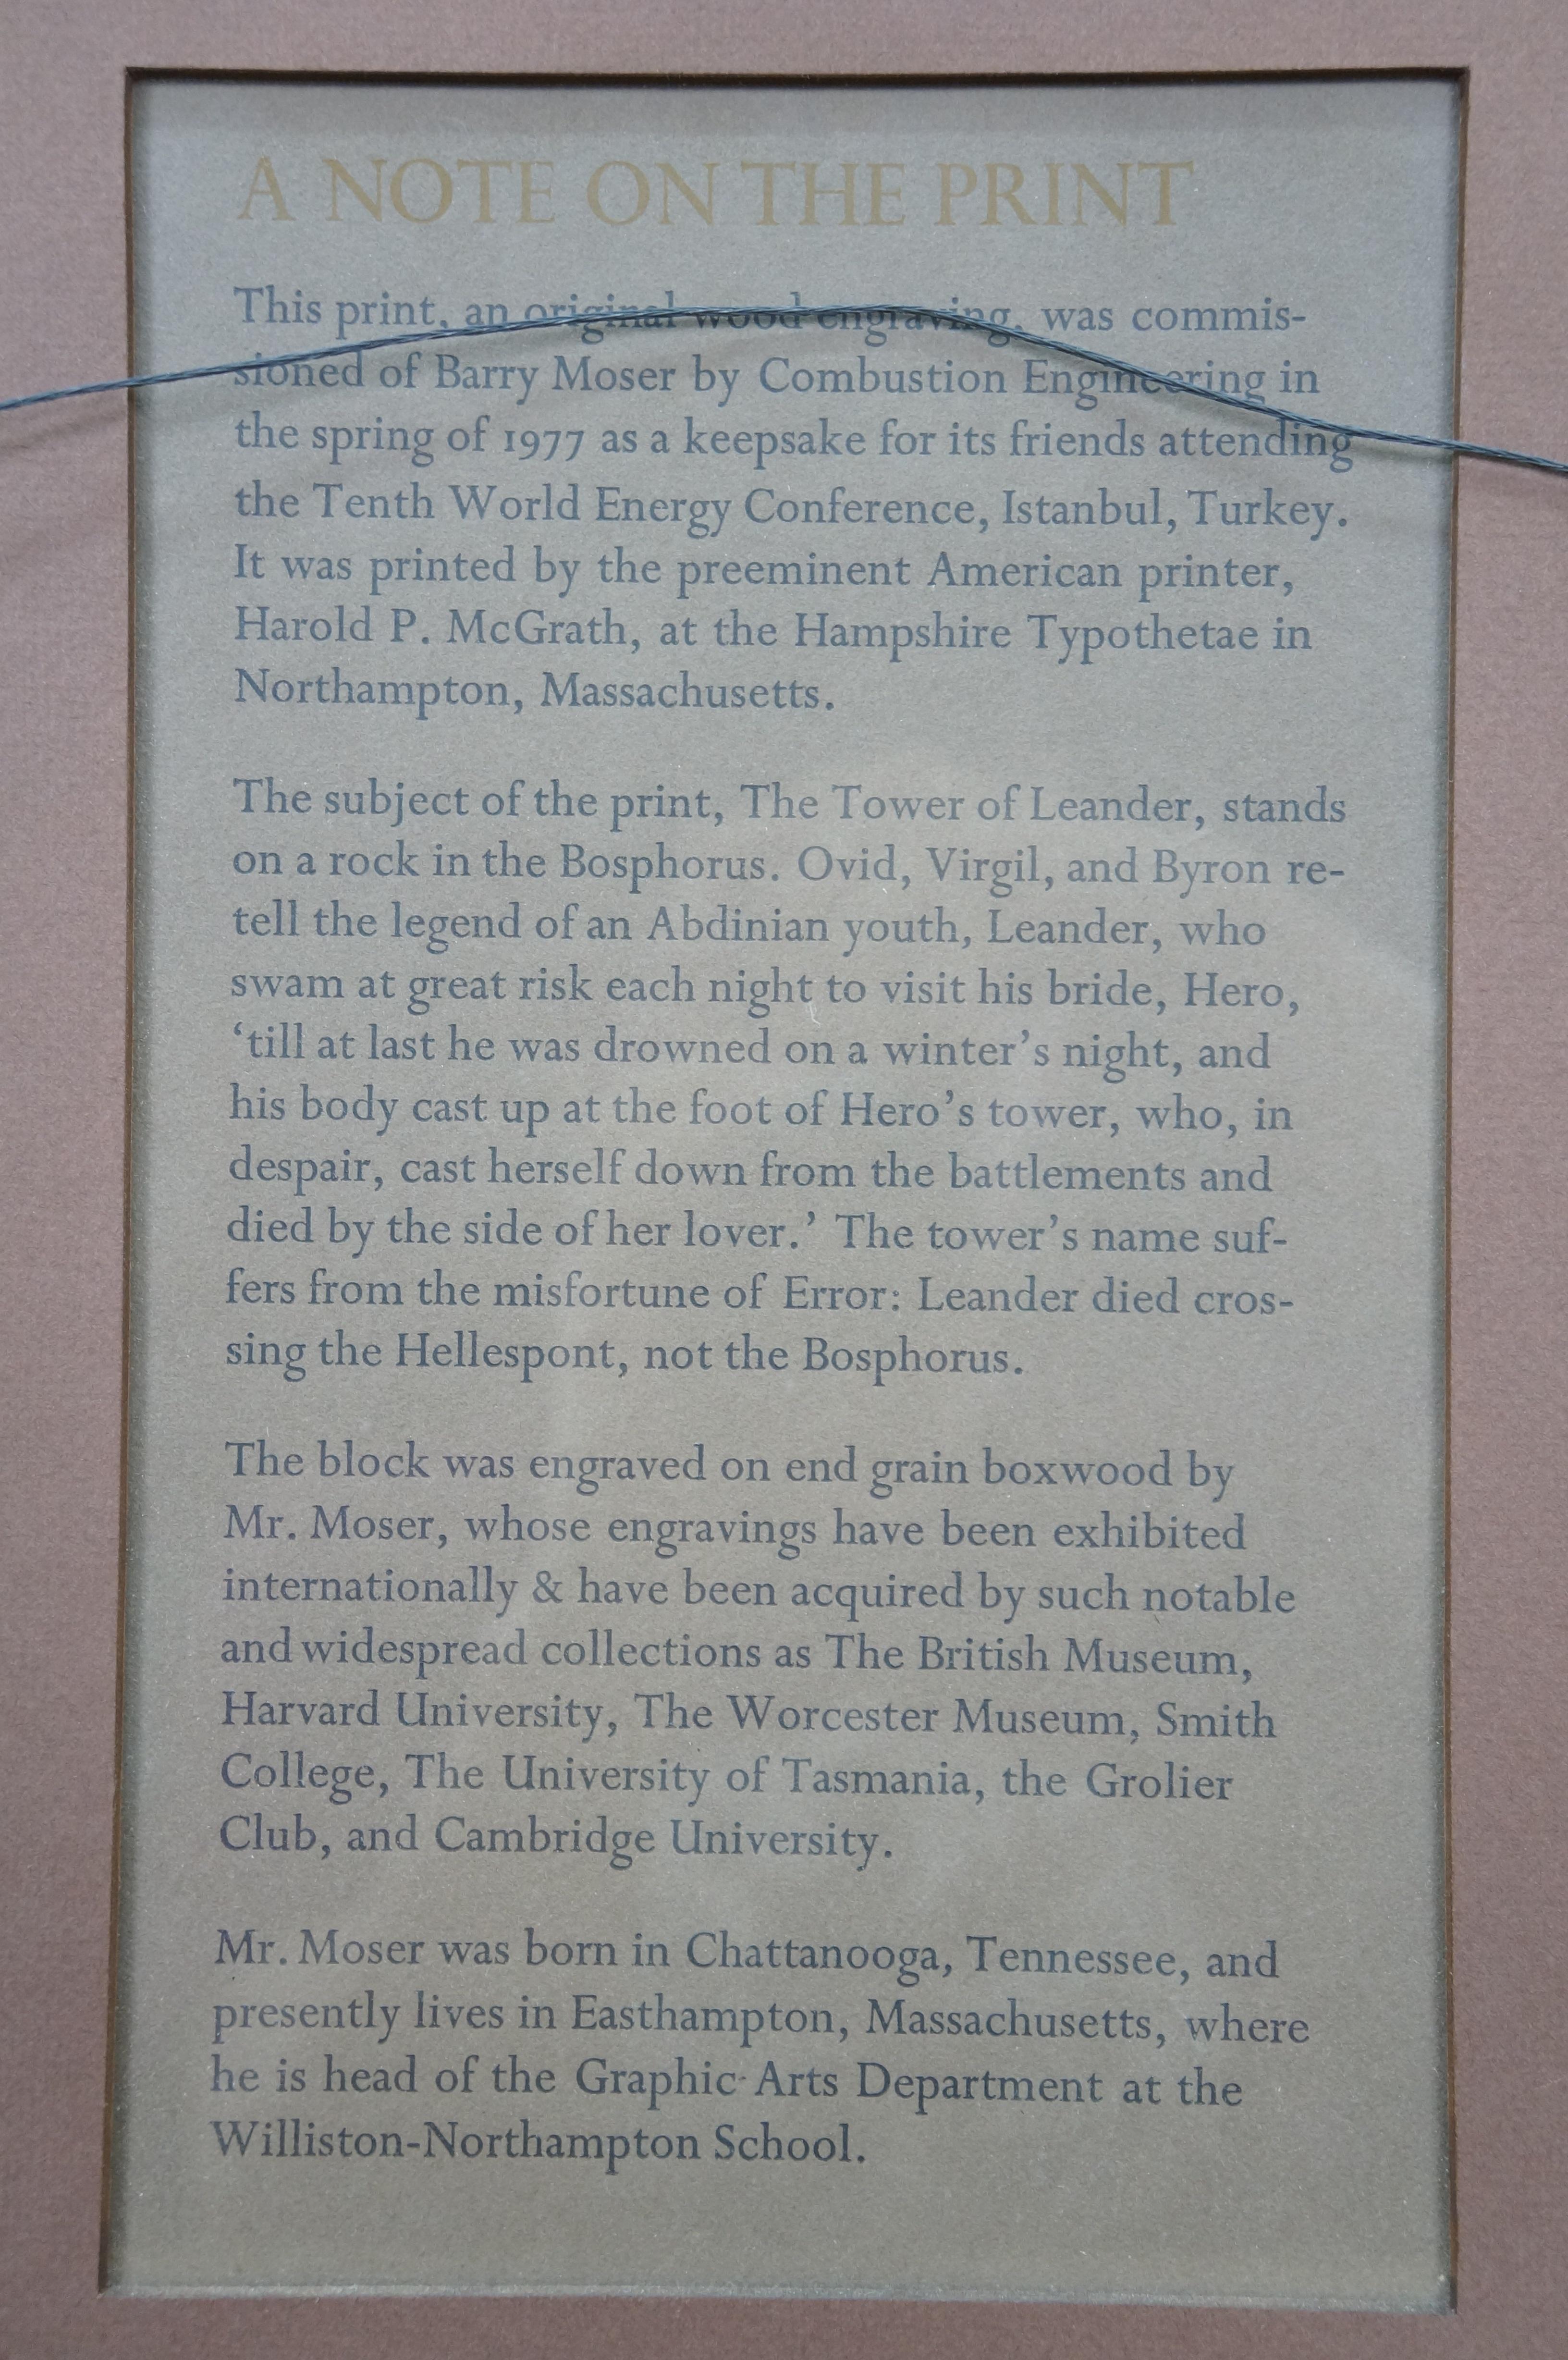 A NOTE ON THE PRINT
This print, an original wood engraving, was commis-
sioned of Barry Moser by Combustion Engineering in
the spring of 1977 as a keepsake for its friends attending
the Tenth World Energy Conference, Istanbul, Turkey.
It was printed by the preeminent American printer,
Harold P. McGrath, at the Hampshire Typothetae in
Northampton, Massachusetts.
The subject of the print, The Tower of Leander, stands
on a rock in the Bosphorus. Ovid, Virgil, and Byron re-
tell the legend of an Abdinian youth, Leander, who
swam at great risk each night to visit his bride, Hero,
‘till at last he was drowned on a winter’s night, and
his body cast up at the foot of Hero’s tower, who, in
despair, cast herself down from the battlements and
died by the side of her lover.’ The tower’s name suf-
fers from the misfortune of Error: Leander died cros-
sing the Hellespont, not the Bosphorus.
The block was engraved on end grain boxwood by
Mr. Moser, whose engravings have been exhibited
internationally & have been acquired by such notable
and widespread collections as The British Museum,
Harvard University, The Worcester Museum, Smith
College, The University of Tasmania, the Grolier
Club, and Cambridge University.
Mr. Moser was born in Chattanooga, Tennessee, and
presently lives in Easthampton, Massachusetts, where
he is head of the Graphic Arts Department at the
Williston-Northampton School.